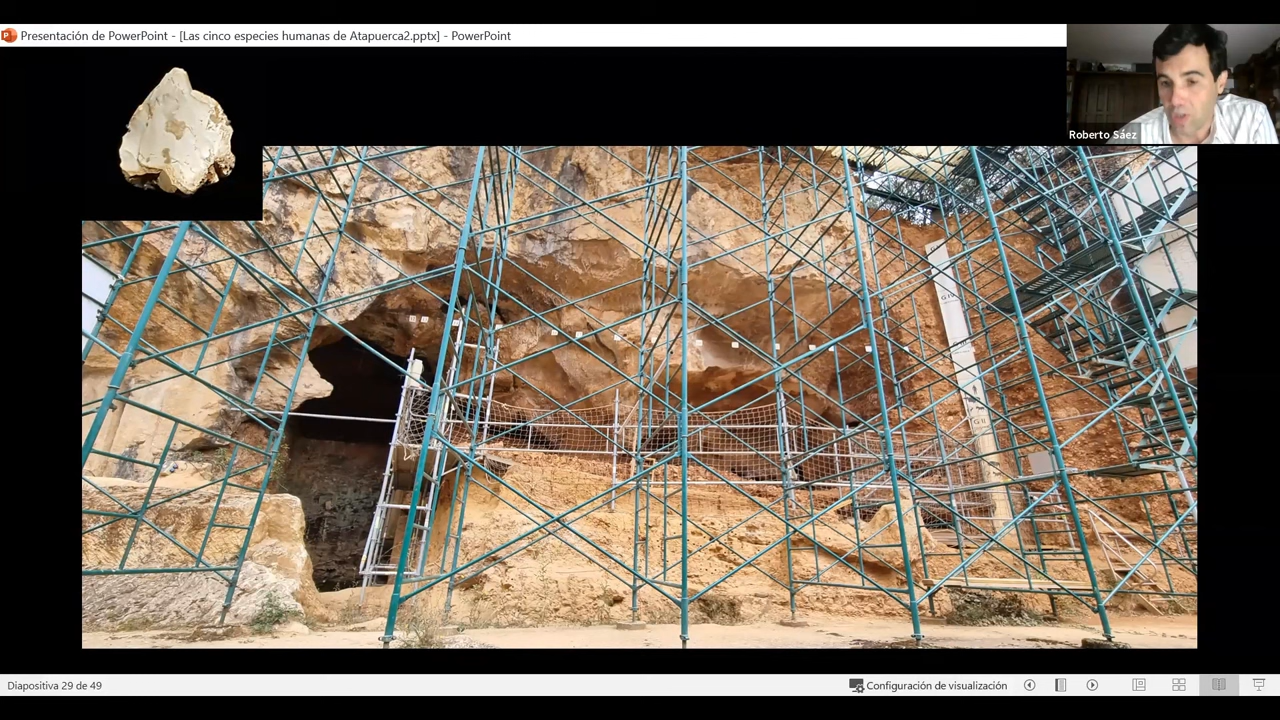 Presentación de PowerPoint - [Las cinco especies humanas de Atapuerca2.pptx] - PowerPoint
Roberto Sáez
Diapositiva 29 de 49
Configuración de visualización